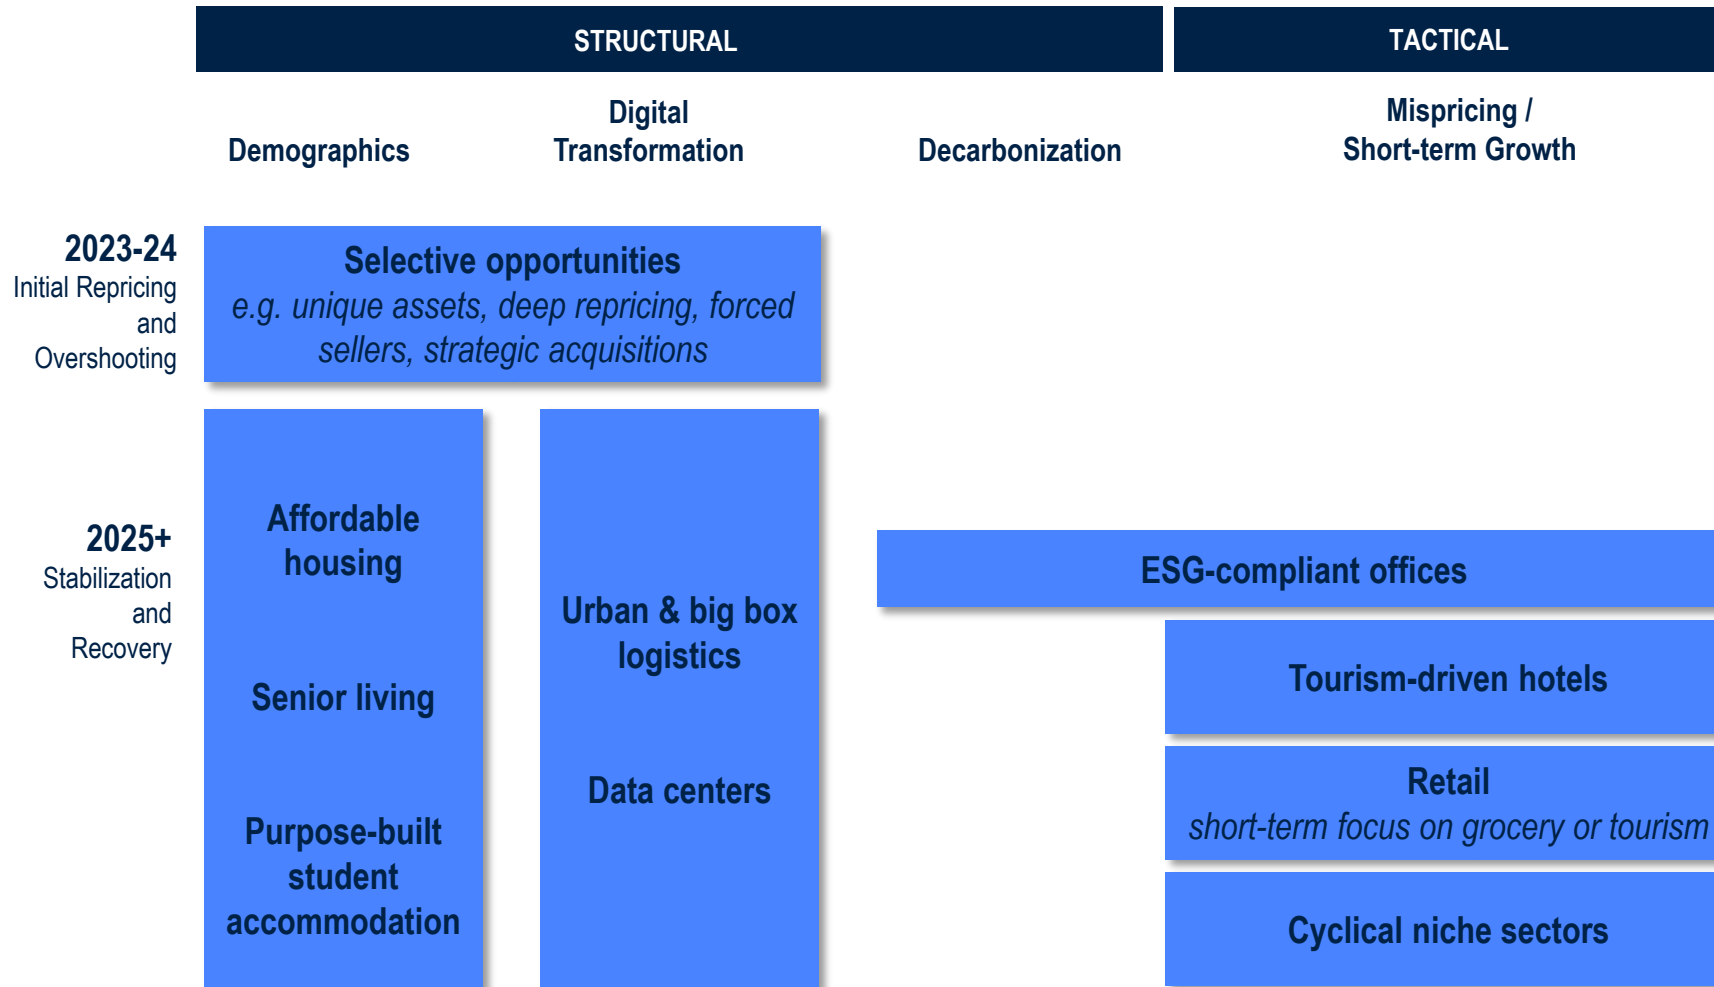 STRUCTURAL
TACTICAL
Demographics
Digital
Transformation
Decarbonization
Mispricing /
Short-term Growth
2023-24
Initial Repricing
and
Overshooting
Selective opportunities
e.g. unique assets, deep repricing, forced
sellers, strategic acquisitions
2025+
Stabilization
and
Recovery
Affordable
housing
Senior living
Purpose-built
student
accommodation
Urban & big box
logistics
Data centers
ESG-compliant offices
Tourism-driven hotels
Retail
short-term focus on grocery or tourism
Cyclical niche sectors